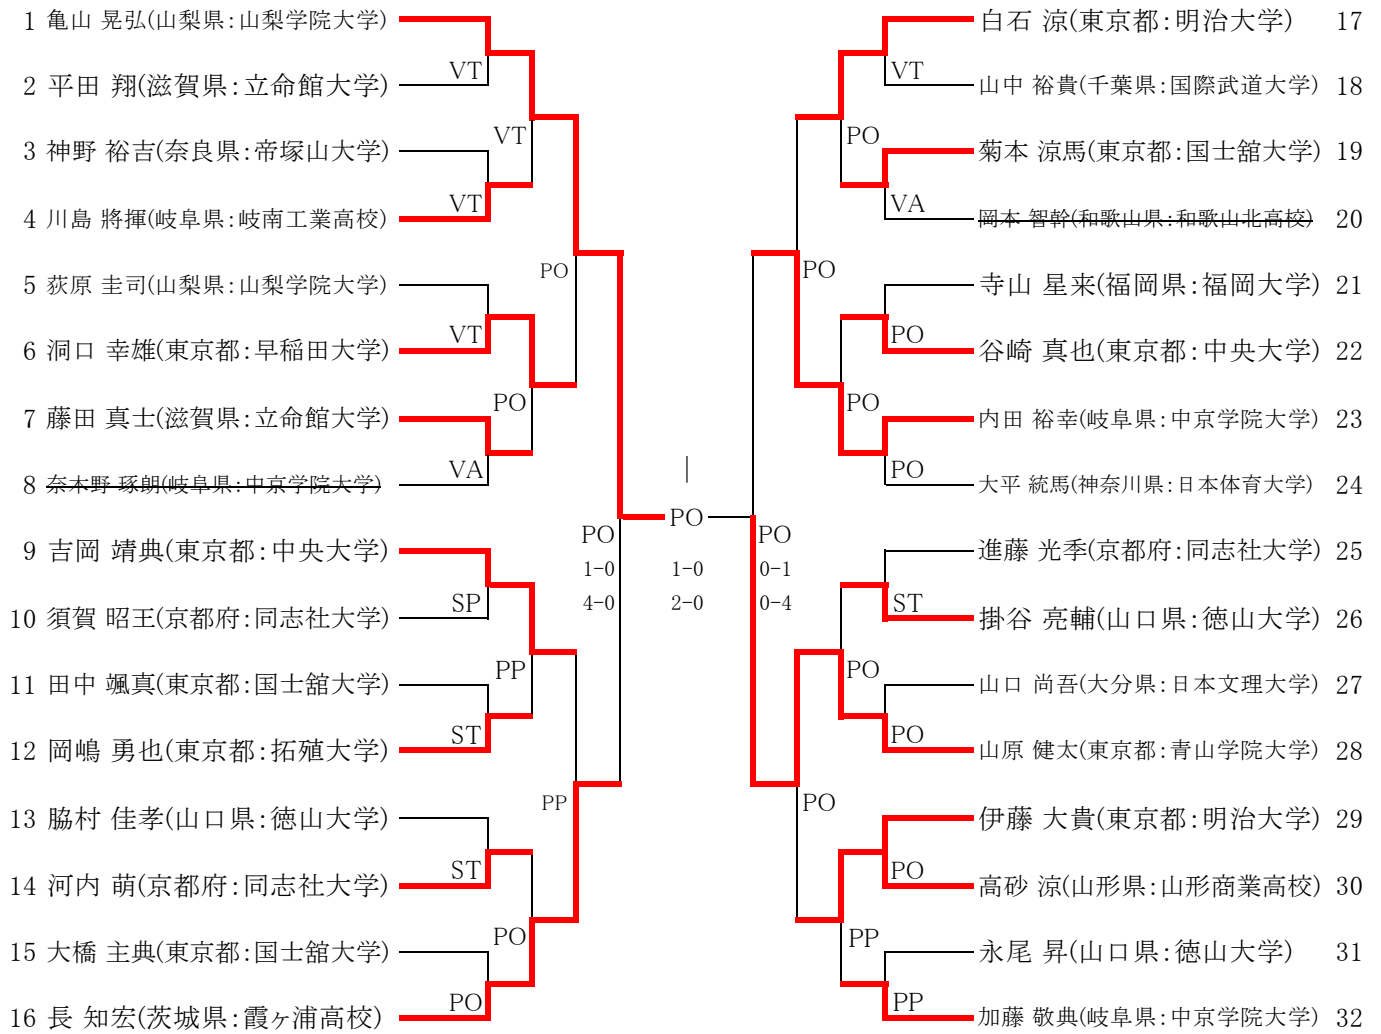 1 亀山 晃弘(山梨県:山梨学院大学)
VT
2 平田 翔(滋賀県:立命館大学)
VT
3 神野 裕吉(奈良県:帝塚山大学)
VT
4 川島 將揮(岐阜県:岐南工業高校)
PO
5 荻原 圭司(山梨県:山梨学院大学)
VT
6 洞口 幸雄(東京都:早稲田大学)
PO
7 藤田 真士(滋賀県:立命館大学)
VA
8 奈木野 琢朗(岐阜県:中京学院大学)
PO
1-0
4-0
9 吉岡 靖典(東京都:中央大学)
SP
10 須賀 昭王(京都府:同志社大学)
PP
11 田中 颯真(東京都:国士舘大学)
ST
12 岡嶋 勇也(東京都:拓殖大学)
PP
13 脇村 佳孝(山口県:徳山大学)
ST
14 河内 萌(京都府:同志社大学)
PO
15 大橋 主典(東京都:国士舘大学)
PO
16 長 知宏(茨城県:霞ヶ浦高校)
|
PO
1-0
2-0
白石 涼(東京都:明治大学) 17
VT
山中 裕貴(千葉県:国際武道大学) 18
PO
菊本 涼馬(東京都:国士舘大学) 19
VA
岡本 智幹(和歌山県:和歌山北高校) 20
PO
寺山 星来(福岡県:福岡大学) 21
PO
谷崎 真也(東京都:中央大学) 22
PO
内田 裕幸(岐阜県:中京学院大学) 23
PO
大平 統馬(神奈川県:日本体育大学) 24
PO
0-1
0-4
進藤 光季(京都府:同志社大学) 25
ST
掛谷 亮輔(山口県:徳山大学) 26
PO
山口 尚吾(大分県:日本文理大学) 27
PO
山原 健太(東京都:青山学院大学) 28
PO
伊藤 大貴(東京都:明治大学) 29
PO
高砂 涼(山形県:山形商業高校) 30
PP
永尾 昇(山口県:徳山大学) 31
PP
加藤 敬典(岐阜県:中京学院大学) 32